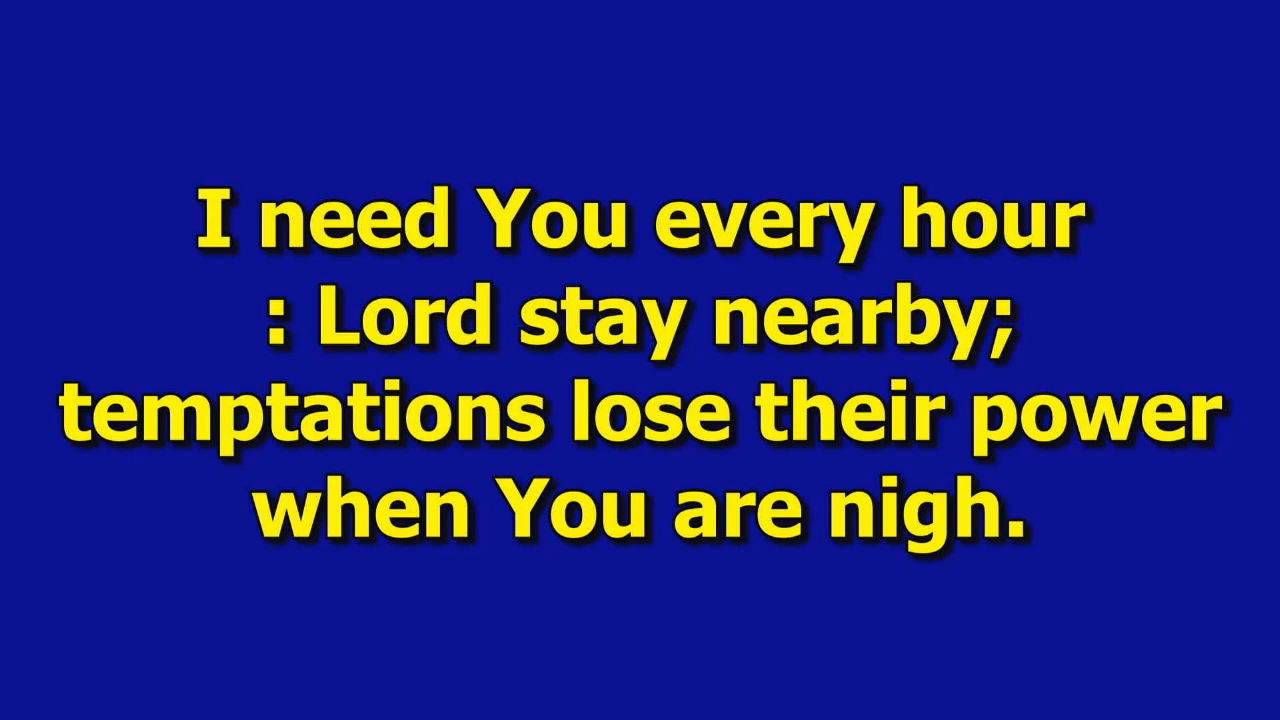 I need You every hour
: Lord stay nearby;
temptations lose their power
when You are nigh.